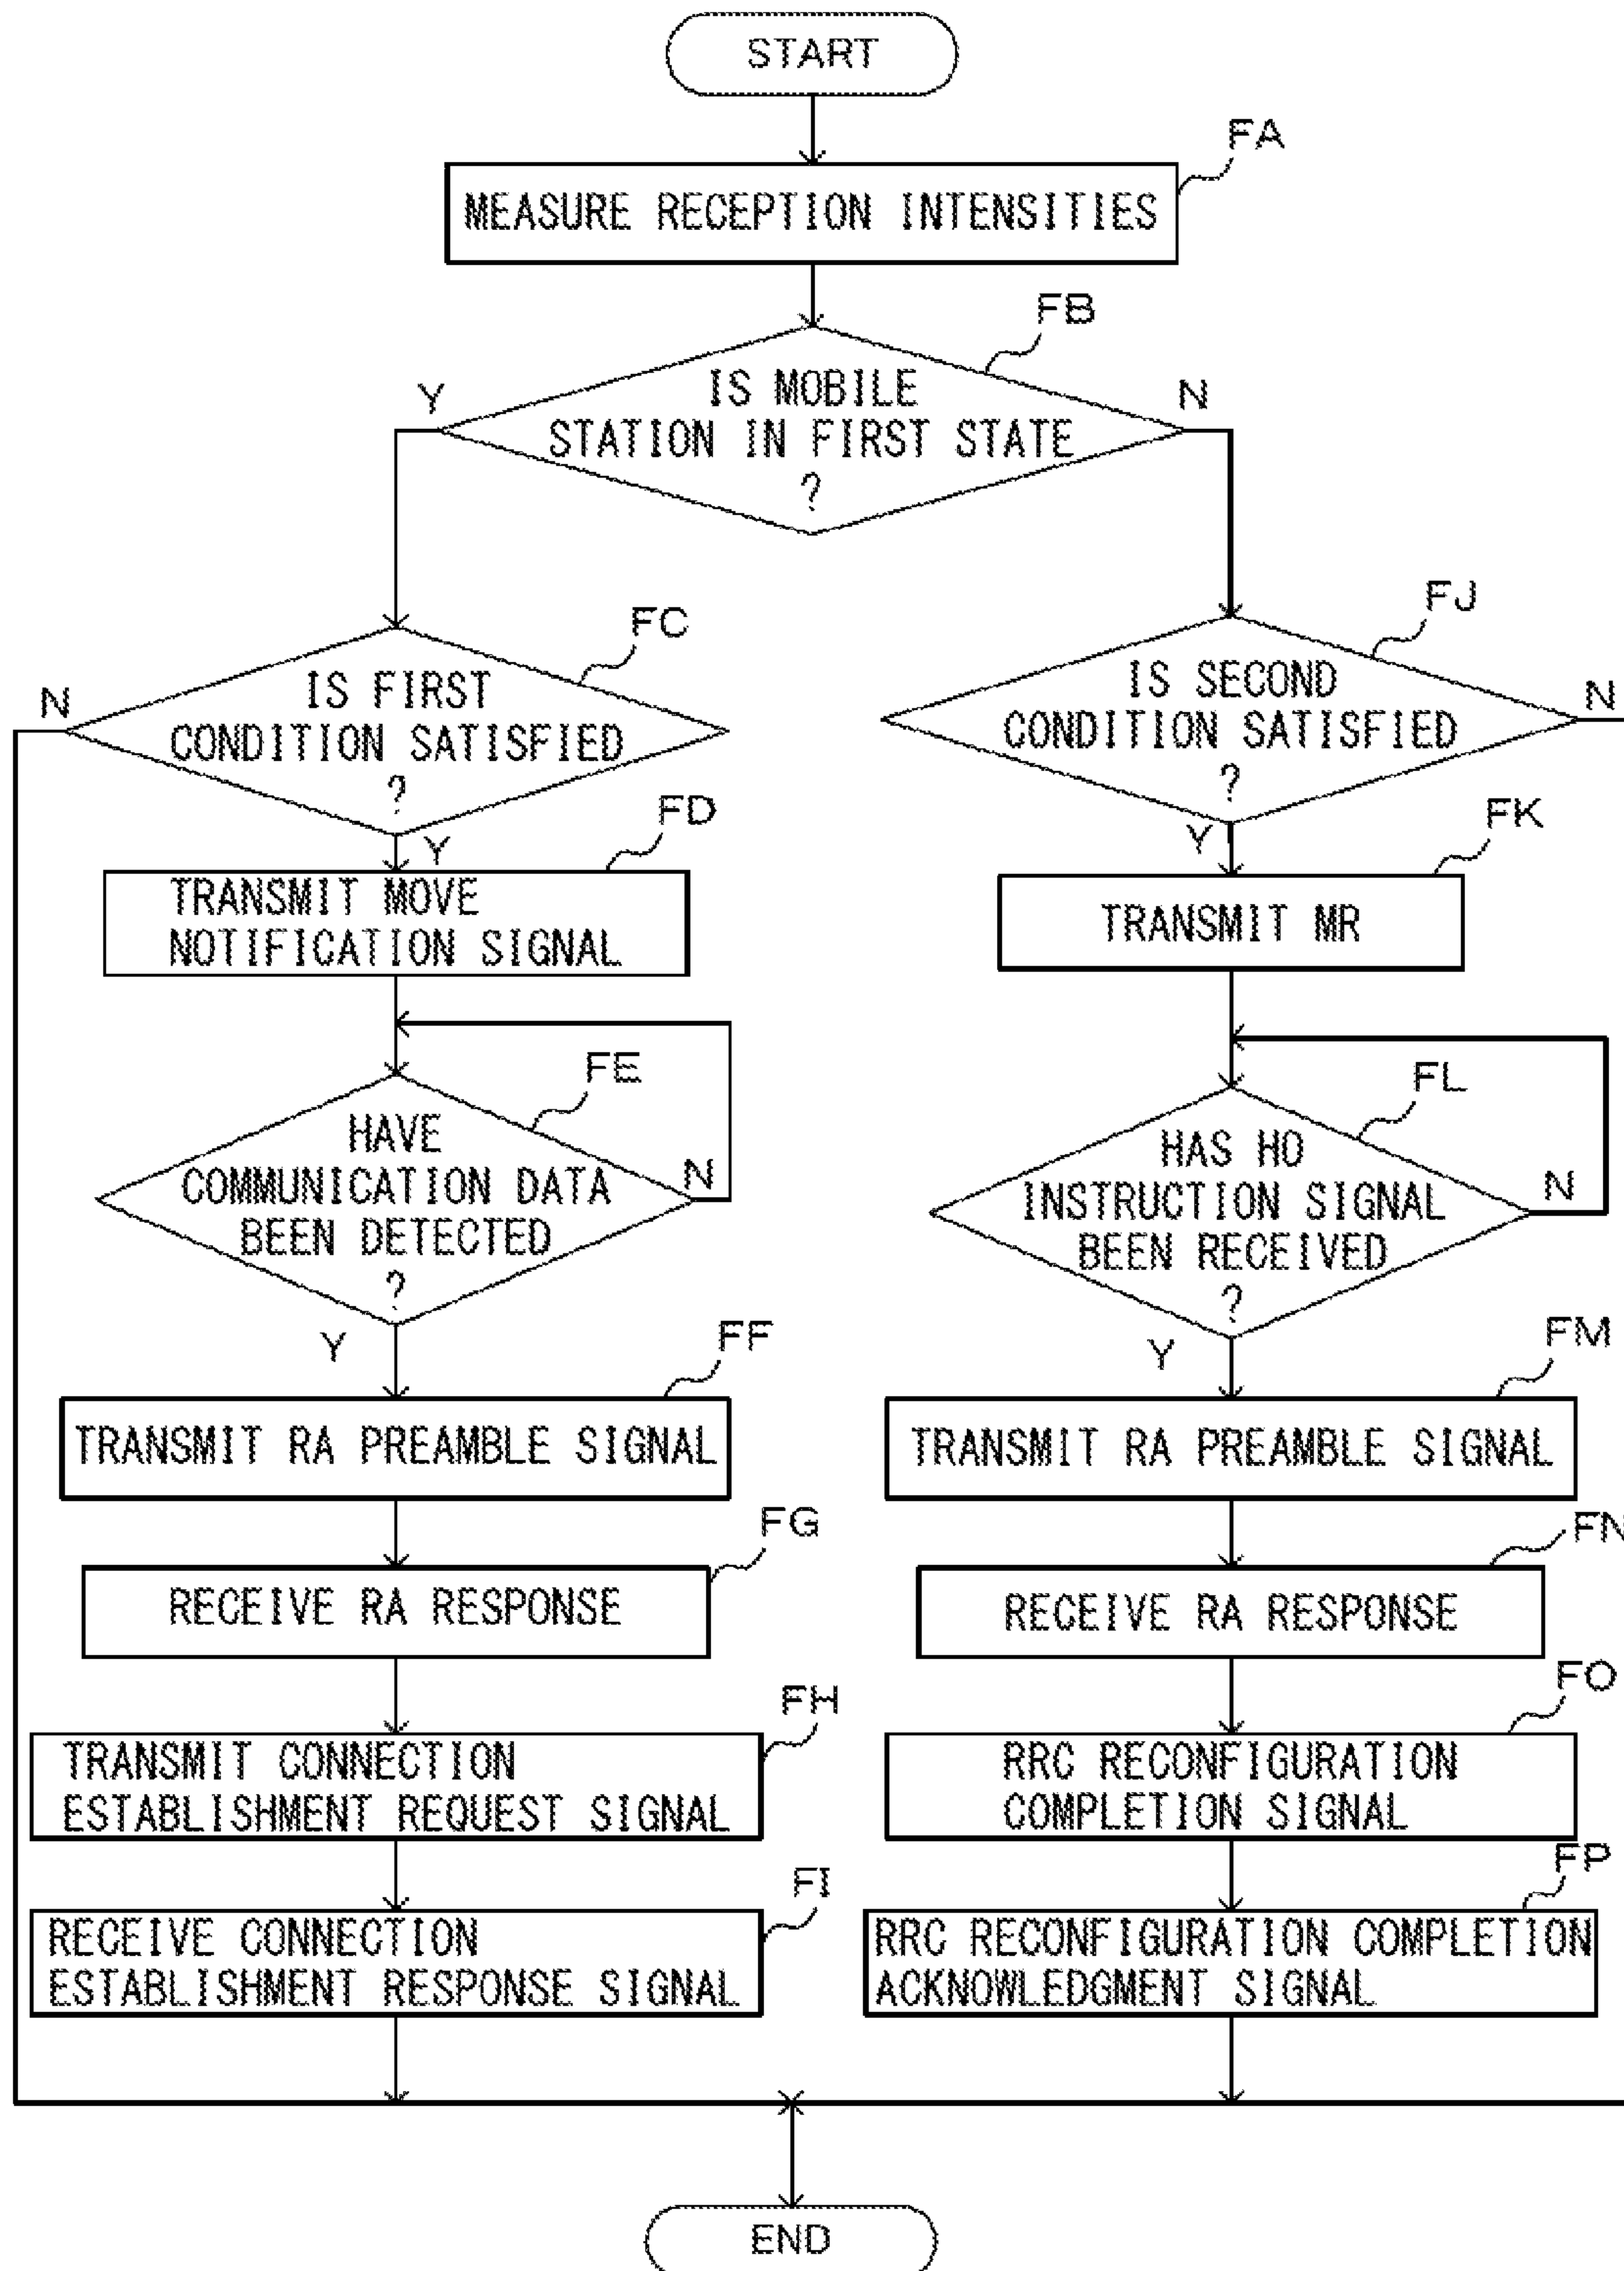 START
FA
MEASURE RECEPTION INTENSITIES
FB
IS MOBILE
STATION IN FIRST STATE
?
Y
N
FC
IS FIRST
CONDITION SATISFIED
?
N
Y
FD
TRANSMIT MOVE
NOTIFICATION SIGNAL
FE
HAVE
COMMUNICATION DATA
BEEN DETECTED
?
N
Y
FF
TRANSMIT RA PREAMBLE SIGNAL
FG
RECEIVE RA RESPONSE
FH
TRANSMIT CONNECTION
ESTABLISHMENT REQUEST SIGNAL
FI
RECEIVE CONNECTION
ESTABLISHMENT RESPONSE SIGNAL
FJ
IS SECOND
CONDITION SATISFIED
?
N
Y
FK
TRANSMIT MR
FL
HAS HO
INSTRUCTION SIGNAL
BEEN RECEIVED
?
N
Y
FM
TRANSMIT RA PREAMBLE SIGNAL
FN
RECEIVE RA RESPONSE
FO
RRC RECONFIGURATION
COMPLETION SIGNAL
FP
RRC RECONFIGURATION COMPLETION
ACKNOWLEDGMENT SIGNAL
END